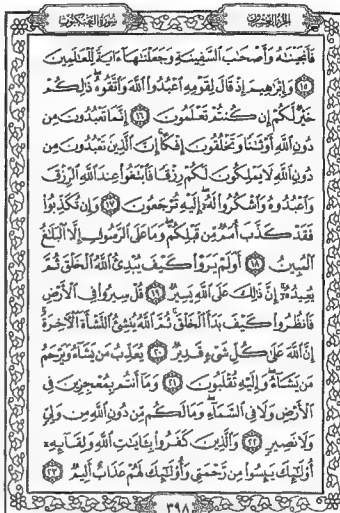 الجزء العشرون سورة العنكبوت
فَأَنجَيْنَٰهُ وَأَصْحَٰبَ ٱلسَّفِينَةِ وَجَعَلْنَٰهَآ ءَايَةً لِّلْعَٰلَمِينَ
١٥ وَإِبْرَٰهِيمَ إِذْ قَالَ لِقَوْمِهِ ٱعْبُدُوا۟ ٱللَّهَ وَٱتَّقُوهُ ۖ ذَٰلِكُمْ
خَيْرٌ لَّكُمْ إِن كُنتُمْ تَعْلَمُونَ ١٦ إِنَّمَا تَعْبُدُونَ مِن
دُونِ ٱللَّهِ أَوْثَٰنًا وَتَخْلُقُونَ إِفْكًا ۚ إِنَّ ٱلَّذِينَ تَعْبُدُونَ مِن
دُونِ ٱللَّهِ لَا يَمْلِكُونَ لَكُمْ رِزْقًا فَٱبْتَغُوا۟ عِندَ ٱللَّهِ ٱلرِّزْقَ
وَٱعْبُدُوهُ وَٱشْكُرُوا۟ لَهُۥٓ ۖ إِلَيْهِ تُرْجَعُونَ ١٧ وَإِن تُكَذِّبُوا۟
فَقَدْ كَذَّبَ أُمَمٌ مِّن قَبْلِكُمْ ۖ وَمَا عَلَى ٱلرَّسُولِ إِلَّا ٱلْبَلَٰغُ
ٱلْمُبِينُ ١٨ أَوَلَمْ يَرَوْا۟ كَيْفَ يُبْدِئُ ٱللَّهُ ٱلْخَلْقَ ثُمَّ
يُعِيدُهُۥٓ ۚ إِنَّ ذَٰلِكَ عَلَى ٱللَّهِ يَسِيرٌ ١٩ قُلْ سِيرُوا۟ فِى ٱلْأَرْضِ
فَٱنظُرُوا۟ كَيْفَ بَدَأَ ٱلْخَلْقَ ۚ ثُمَّ ٱللَّهُ يُنشِئُ ٱلنَّشْأَةَ ٱلْءَاخِرَةَ ۚ
إِنَّ ٱللَّهَ عَلَىٰ كُلِّ شَىْءٍ قَدِيرٌ ٢٠ يُعَذِّبُ مَن يَشَآءُ وَيَرْحَمُ
مَن يَشَآءُ ۖ وَإِلَيْهِ تُقْلَبُونَ ٢١ وَمَآ أَنتُم بِمُعْجِزِينَ فِى
ٱلْأَرْضِ وَلَا فِى ٱلسَّمَآءِ ۖ وَمَا لَكُم مِّن دُونِ ٱللَّهِ مِن وَلِىٍّ
وَلَا نَصِيرٍ ٢٢ وَٱلَّذِينَ كَفَرُوا۟ بِـَٔايَٰتِ ٱللَّهِ وَلِقَآئِهِۦٓ
أُو۟لَٰٓئِكَ يَئِسُوا۟ مِن رَّحْمَتِى وَأُو۟لَٰٓئِكَ لَهُمْ عَذَابٌ أَلِيمٌ ٢٣
٣٩٨